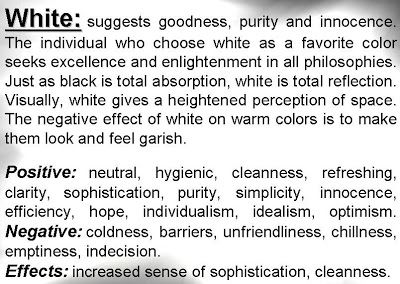 White: suggests goodness, purity and innocence.
The individual who choose white as a favorite color
seeks excellence and enlightenment in all philosophies.
Just as black is total absorption, white is total reflection.
Visually, white gives a heightened perception of space.
The negative effect of white on warm colors is to make
them look and feel garish.
Positive: neutral, hygienic, cleanness, refreshing,
clarity, sophistication, purity, simplicity, innocence,
efficiency, hope, individualism, idealism, optimism.
Negative: coldness, barriers, unfriendliness, chillness,
emptiness, indecision.
Effects: increased sense of sophistication, cleanness.